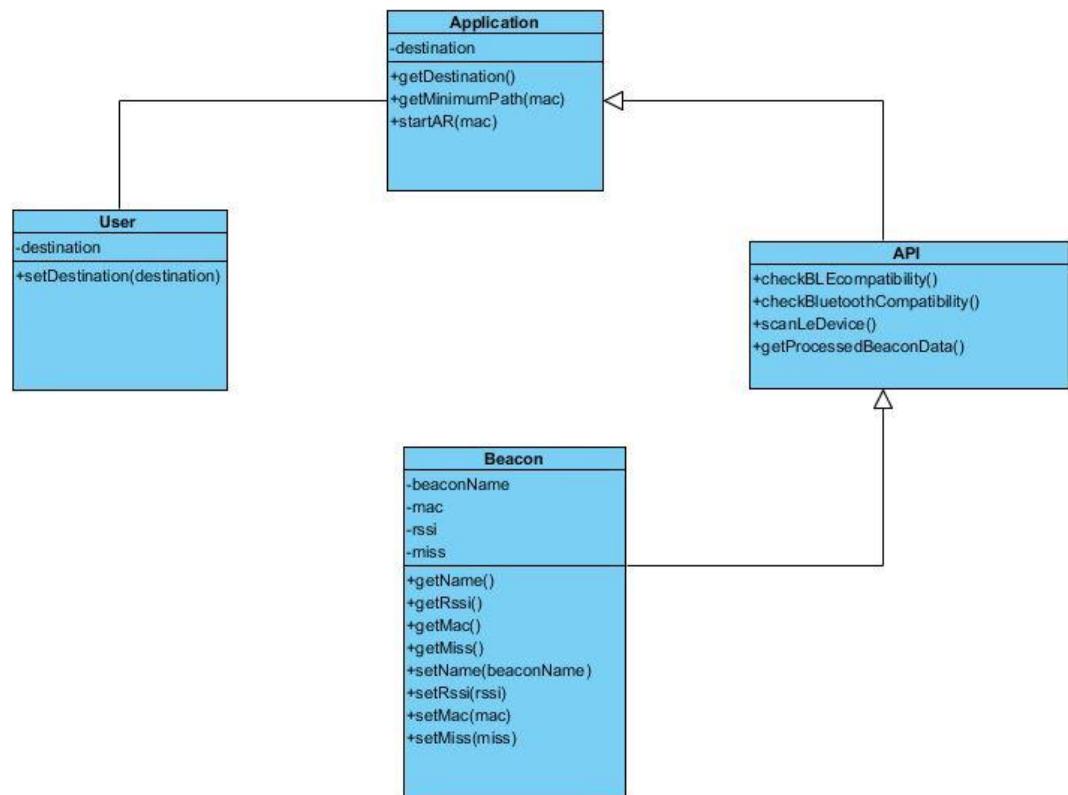 Application
-destination
+getDestination()
+getMinimumPath(mac)
+startAR(mac)
User
-destination
+setDestination(destination)
API
+checkBLEcompatibility()
+checkBluetoothCompatibility()
+scanLeDevice()
+getProcessedBeaconData()
Beacon
-beaconName
-mac
-rssi
-miss
+getName()
+getRssi()
+getMac()
+getMiss()
+setName(beaconName)
+setRssi(rssi)
+setMac(mac)
+setMiss(miss)